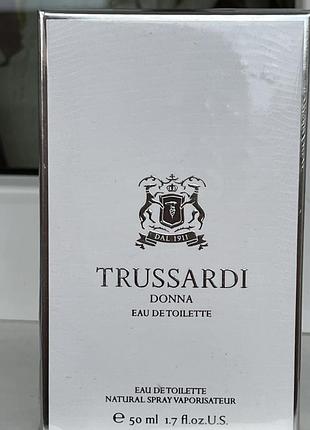 DAL 1911
TRUSSARDI
DONNA
EAU DE TOILETTE
EAU DE TOILETTE
NATURAL SPRAY VAPORISATEUR
℮ 50 ml 1.7 fl.oz.U.S.